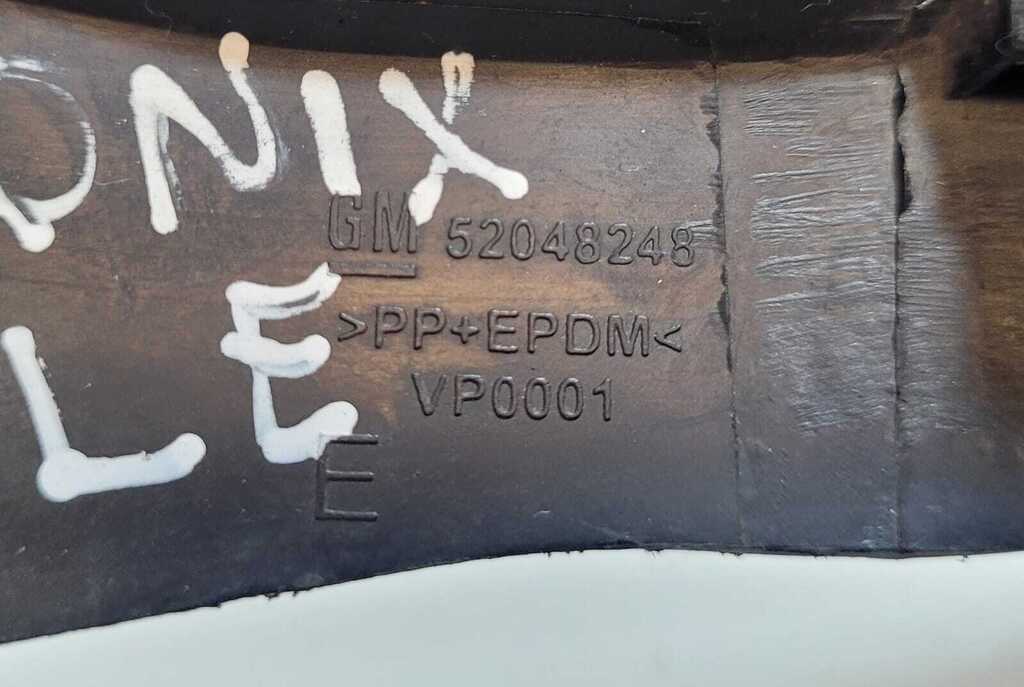 ONIX
GM 52048248
LE
>PP+EPDM<
VP0001
E